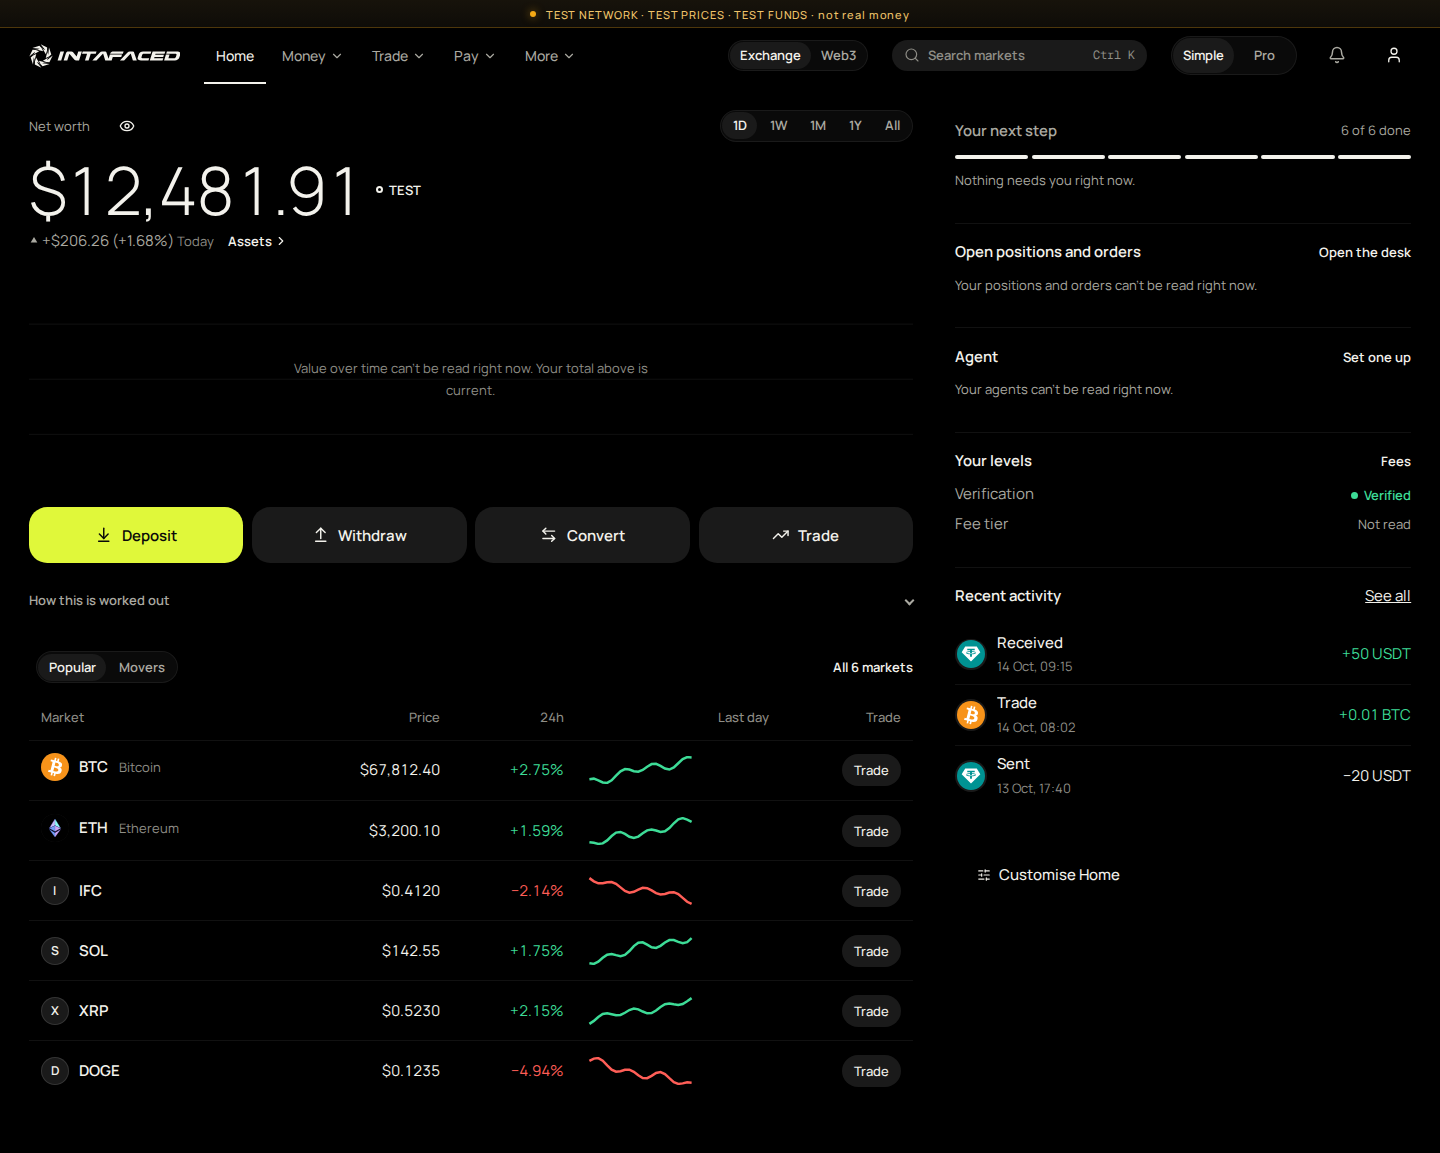 TEST NETWORK · TEST PRICES · TEST FUNDS · not real money
INTAFACED
Home Money Trade Pay More
Exchange Web3
Search markets Ctrl K
Simple Pro
Net worth
1D 1W 1M 1Y All
$12,481.91 TEST
+$206.26 (+1.68%) Today Assets
Value over time can't be read right now. Your total above is
current.
Deposit Withdraw Convert Trade
How this is worked out
Popular Movers All 6 markets
Market Price 24h Last day Trade
BTC Bitcoin $67,812.40 +2.75% Trade
ETH Ethereum $3,200.10 +1.59% Trade
I IFC $0.4120 −2.14% Trade
S SOL $142.55 +1.75% Trade
X XRP $0.5230 +2.15% Trade
D DOGE $0.1235 −4.94% Trade
Your next step 6 of 6 done
Nothing needs you right now.
Open positions and orders Open the desk
Your positions and orders can't be read right now.
Agent Set one up
Your agents can't be read right now.
Your levels Fees
Verification Verified
Fee tier Not read
Recent activity See all
Received
14 Oct, 09:15 +50 USDT
Trade
14 Oct, 08:02 +0.01 BTC
Sent
13 Oct, 17:40 −20 USDT
Customise Home